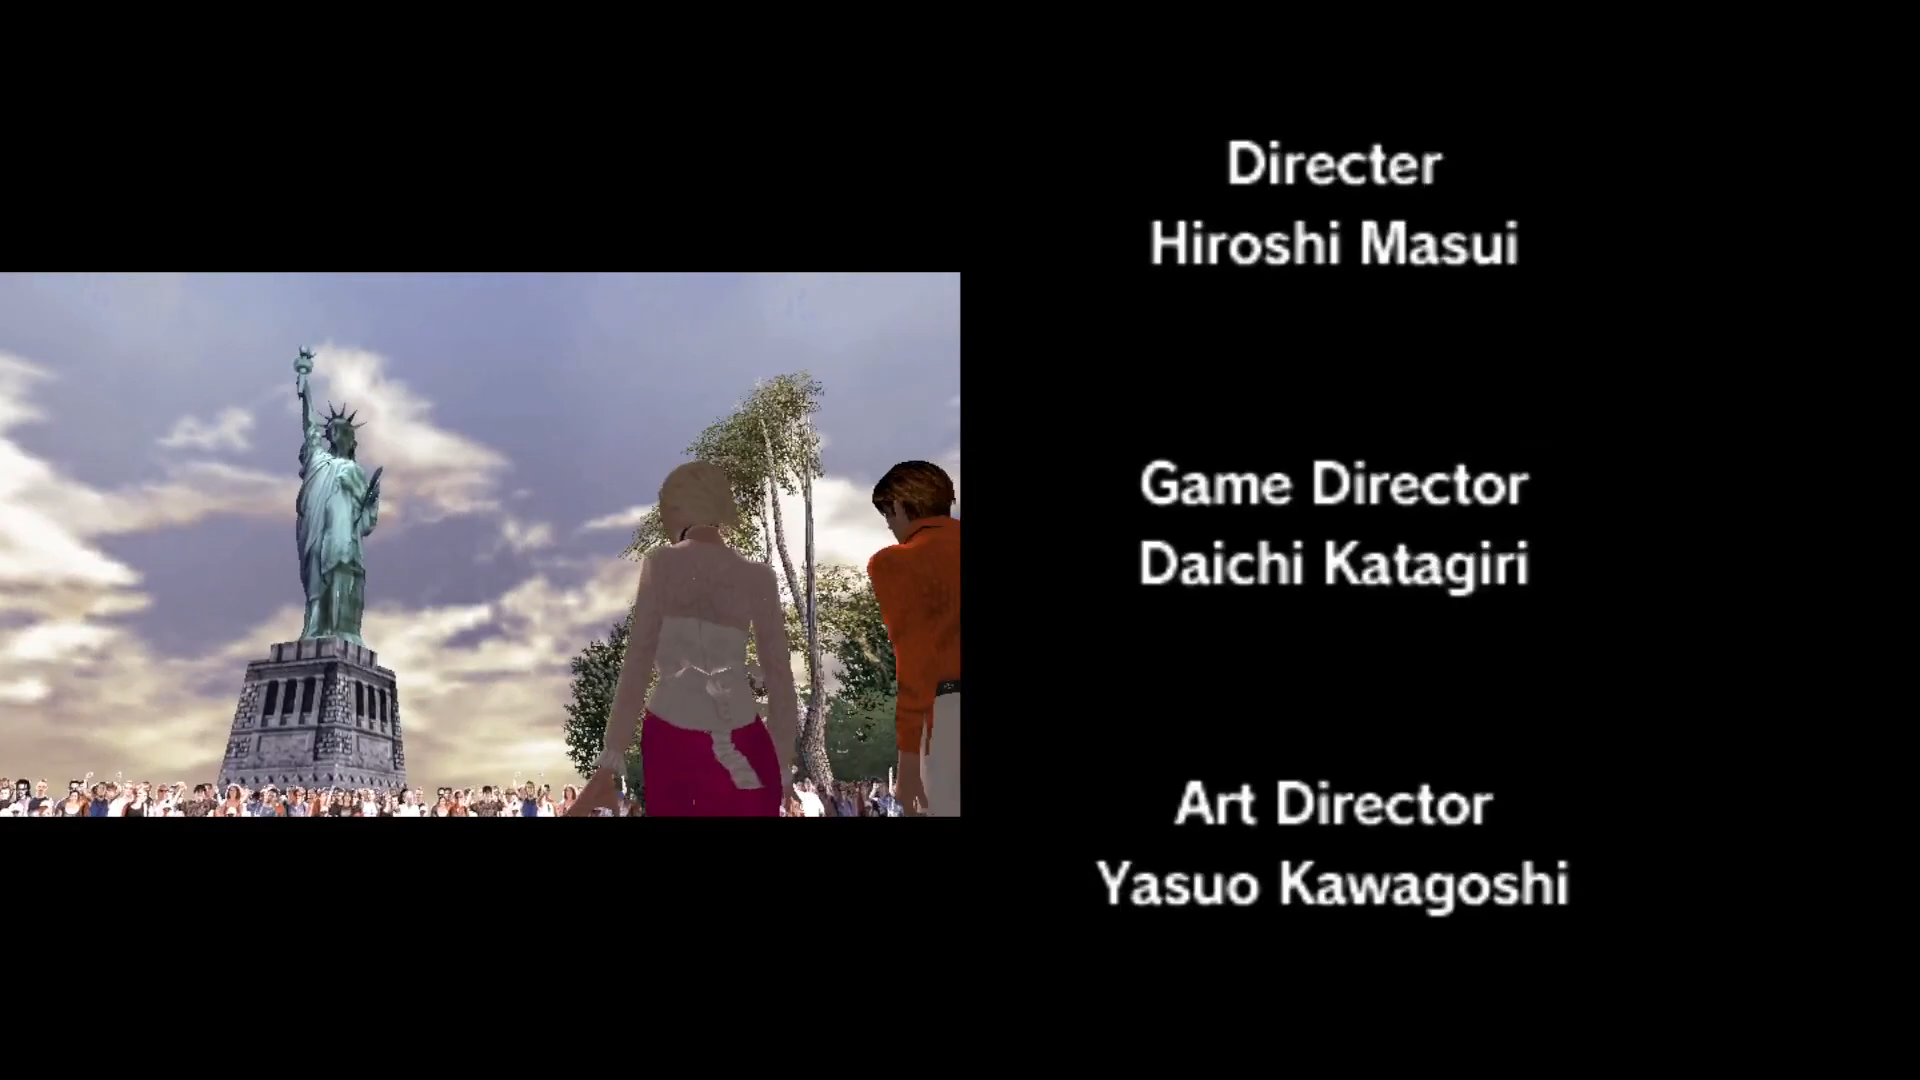 Directer
Hiroshi Masui
Game Director
Daichi Katagiri
Art Director
Yasuo Kawagoshi